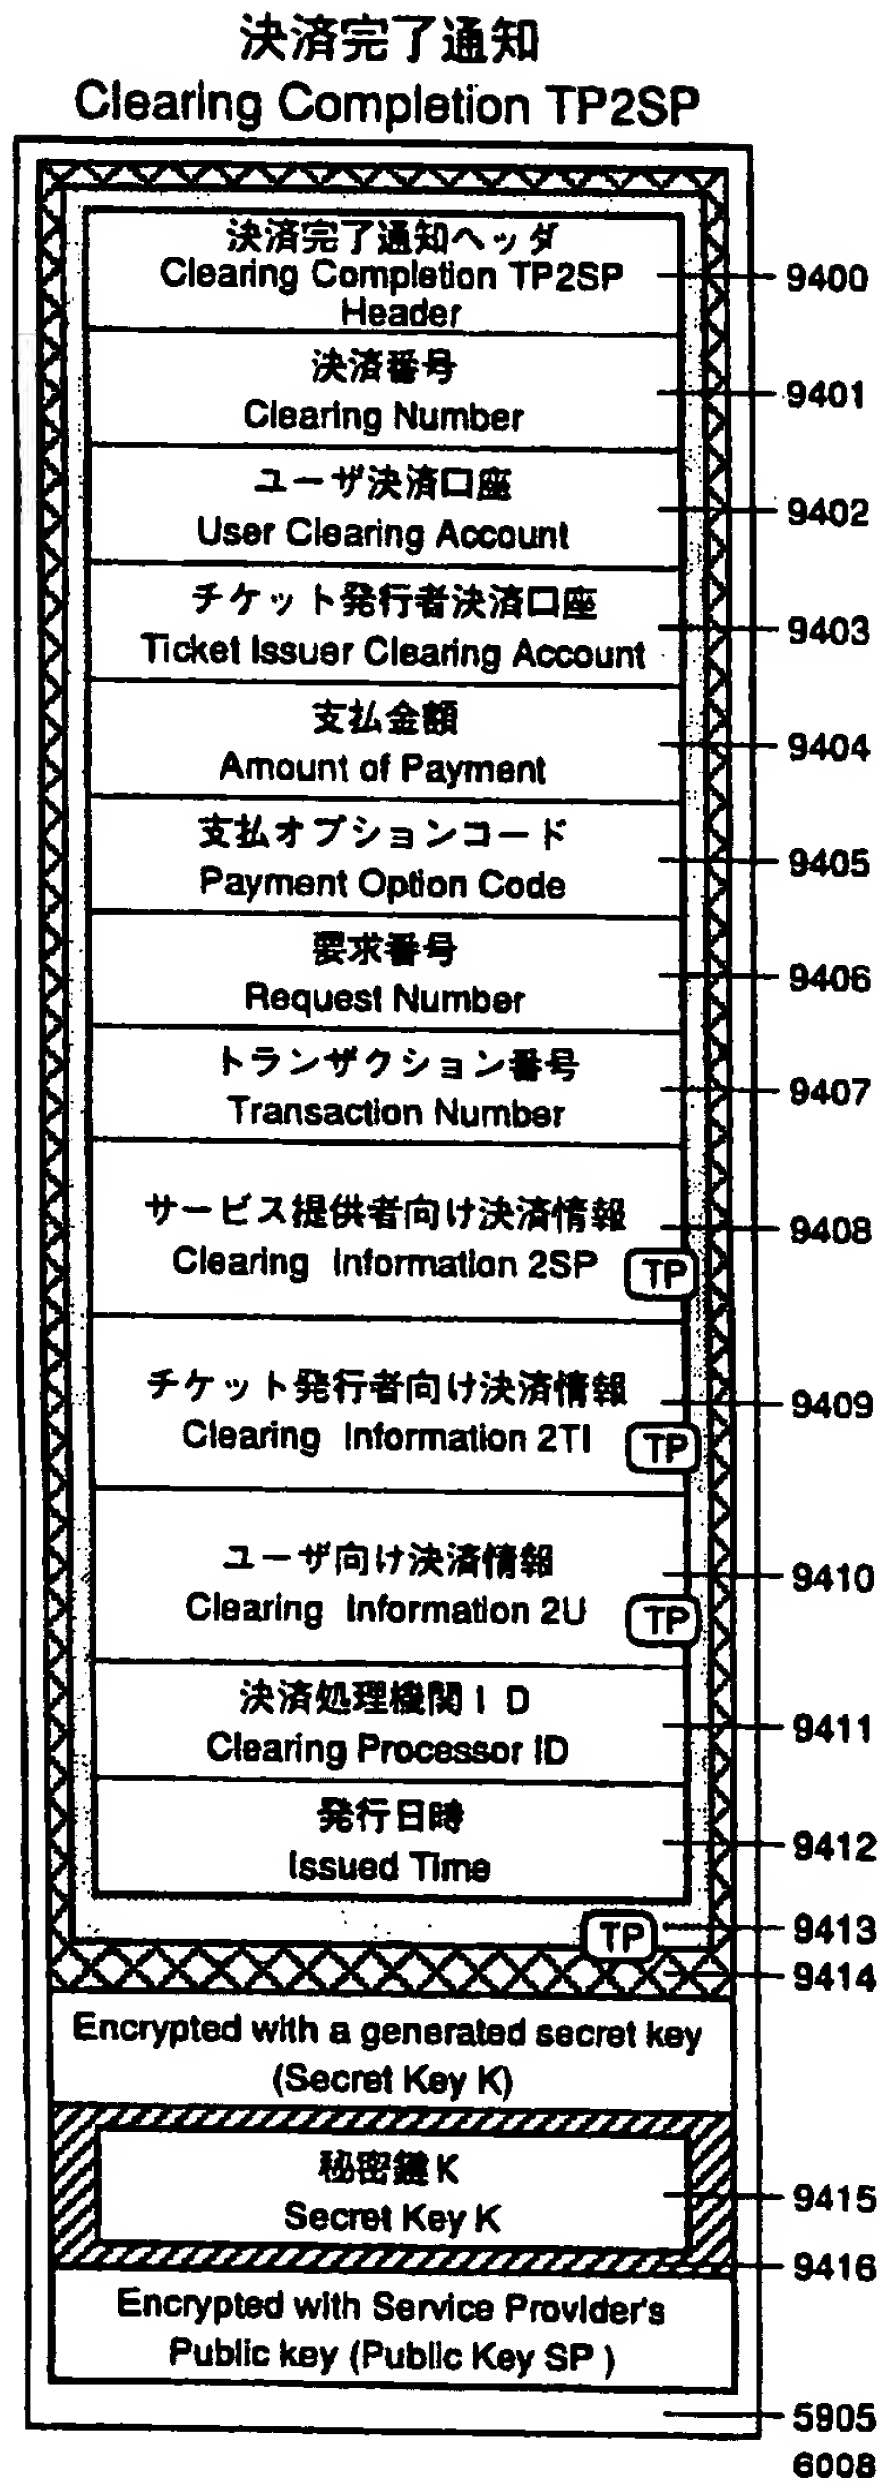 決済完了通知
Clearing Completion TP2SP
決済完了通知ヘッダ
Clearing Completion TP2SP
Header
9400
決済番号
Clearing Number
9401
ユーザ決済口座
User Clearing Account
9402
チケット発行者決済口座
Ticket Issuer Clearing Account
9403
支払金額
Amount of Payment
9404
支払オプションコード
Payment Option Code
9405
要求番号
Request Number
9406
トランザクション番号
Transaction Number
9407
サービス提供者向け決済情報
Clearing Information 2SP
TP
9408
チケット発行者向け決済情報
Clearing Information 2TI
TP
9409
ユーザ向け決済情報
Clearing Information 2U
TP
9410
決済処理機関ID
Clearing Processor ID
9411
発行日時
Issued Time
9412
TP
9413
9414
Encrypted with a generated secret key
(Secret Key K)
秘密鍵K
Secret Key K
9415
9416
Encrypted with Service Provider's
Public key (Public Key SP )
5905
6008